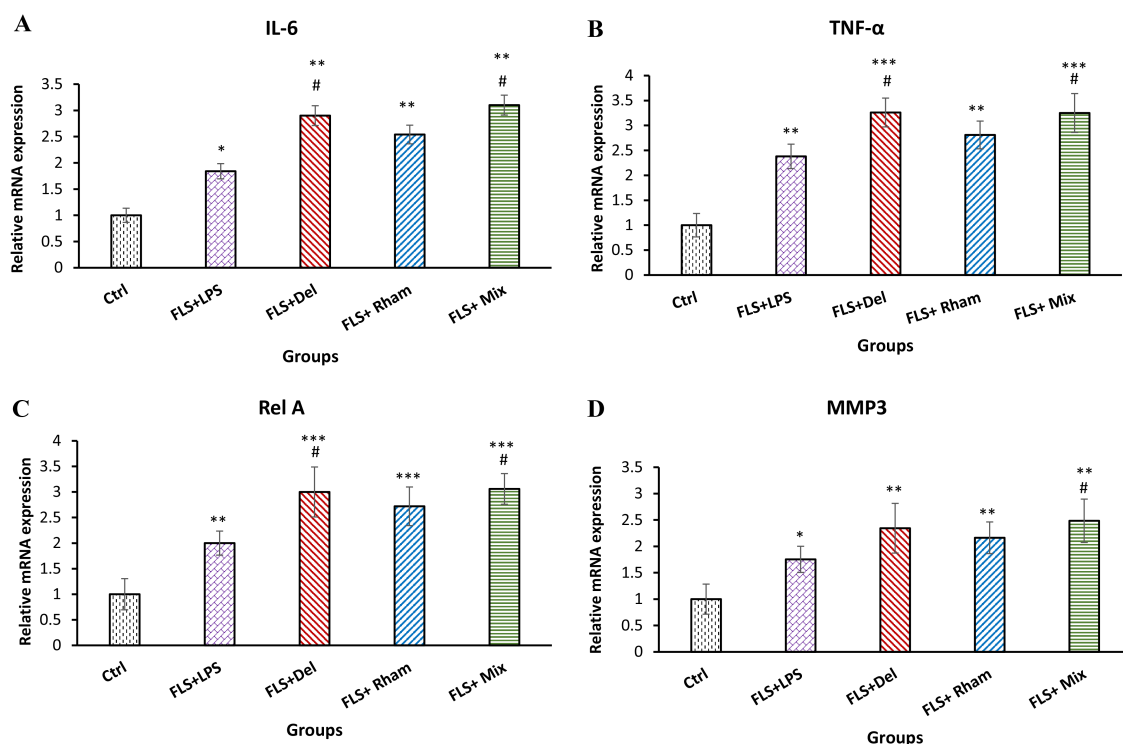 A
IL-6
Relative mRNA expression
3.5
3
2.5
2
1.5
1
0.5
0
*
**
#
**
**
#
Ctrl
FLS+LPS
FLS+Del
FLS+ Rham
FLS+ Mix
Groups
B
TNF-α
Relative mRNA expression
4
3.5
3
2.5
2
1.5
1
0.5
0
**
***
#
**
***
#
Ctrl
FLS+LPS
FLS+Del
FLS+ Rham
FLS+ Mix
Groups
C
Rel A
Relative mRNA expression
4
3.5
3
2.5
2
1.5
1
0.5
0
**
***
#
***
***
#
Ctrl
FLS+LPS
FLS+Del
FLS+ Rham
FLS+ Mix
Groups
D
MMP3
Relative mRNA expression
3.5
3
2.5
2
1.5
1
0.5
0
*
**
**
**
#
Ctrl
FLS+LPS
FLS+Del
FLS+ Rham
FLS+ Mix
Groups